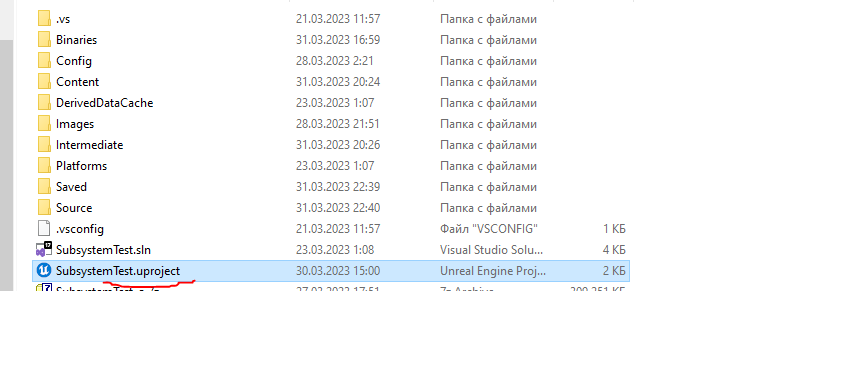 .vs 21.03.2023 11:57 Папка с файлами
Binaries 31.03.2023 16:59 Папка с файлами
Config 28.03.2023 2:21 Папка с файлами
Content 31.03.2023 20:24 Папка с файлами
DerivedDataCache 23.03.2023 1:07 Папка с файлами
Images 28.03.2023 21:51 Папка с файлами
Intermediate 31.03.2023 20:26 Папка с файлами
Platforms 23.03.2023 1:07 Папка с файлами
Saved 31.03.2023 22:39 Папка с файлами
Source 31.03.2023 22:40 Папка с файлами
.vsconfig 21.03.2023 11:57 Файл "VSCONFIG" 1 КБ
SubsystemTest.sln 23.03.2023 1:08 Visual Studio Solu... 4 КБ
SubsystemTest.uproject 30.03.2023 15:00 Unreal Engine Proj... 2 КБ
27.03.2023 17:51